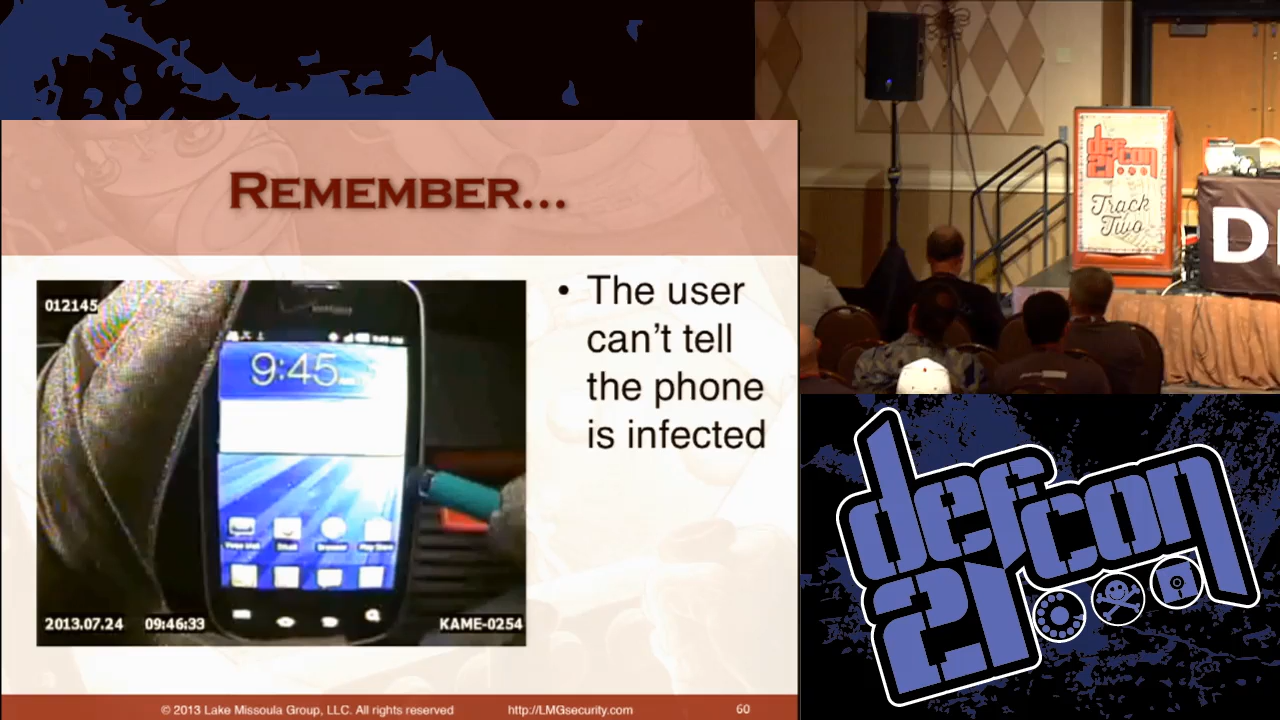 REMEMBER...
• The user
can't tell
the phone
is infected
012145
verizon
9:45
2013.07.24 09:46:33 KAME-0254
© 2013 Lake Missoula Group, LLC. All rights reserved http://LMGsecurity.com 60
defcon
21
Track
Two
D
defcon
21